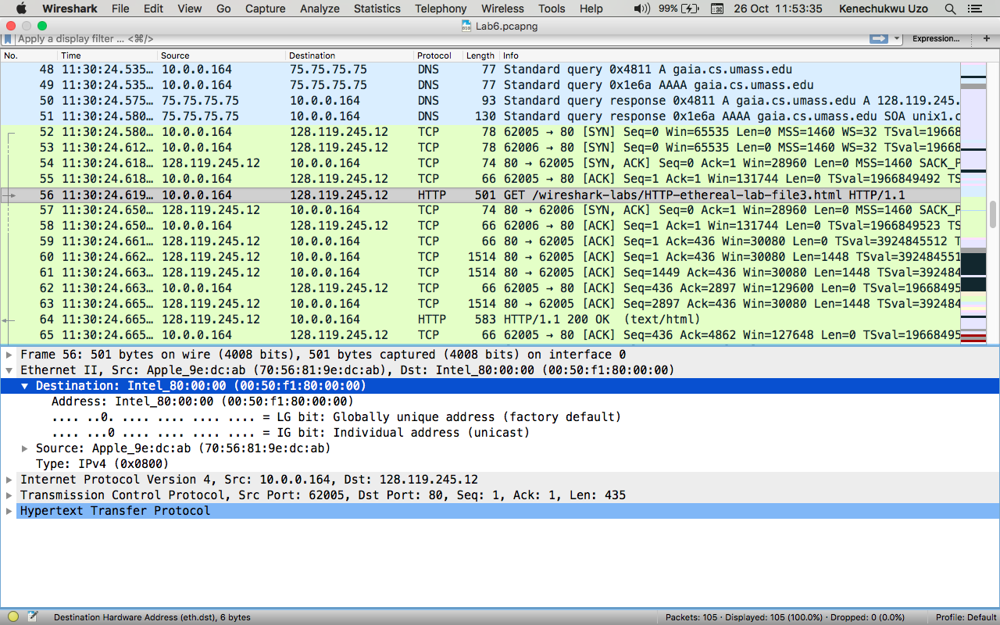 Wireshark File Edit View Go Capture Analyze Statistics Telephony Wireless Tools Help 99% 26 Oct 11:53:35 Kenechukwu Uzo
Lab6.pcapng
Apply a display filter ... <⌘/> Expression... +
No. Time Source Destination Protocol Length Info
48 11:30:24.535… 10.0.0.164 75.75.75.75 DNS 77 Standard query 0x4811 A gaia.cs.umass.edu
49 11:30:24.535… 10.0.0.164 75.75.75.75 DNS 77 Standard query 0x1e6a AAAA gaia.cs.umass.edu
50 11:30:24.575… 75.75.75.75 10.0.0.164 DNS 93 Standard query response 0x4811 A gaia.cs.umass.edu A 128.119.245.
51 11:30:24.580… 75.75.75.75 10.0.0.164 DNS 130 Standard query response 0x1e6a AAAA gaia.cs.umass.edu SOA unix1.c
52 11:30:24.580… 10.0.0.164 128.119.245.12 TCP 78 62005 → 80 [SYN] Seq=0 Win=65535 Len=0 MSS=1460 WS=32 TSval=19668
53 11:30:24.612… 10.0.0.164 128.119.245.12 TCP 78 62006 → 80 [SYN] Seq=0 Win=65535 Len=0 MSS=1460 WS=32 TSval=19668
54 11:30:24.618… 128.119.245.12 10.0.0.164 TCP 74 80 → 62005 [SYN, ACK] Seq=0 Ack=1 Win=28960 Len=0 MSS=1460 SACK_P
55 11:30:24.618… 10.0.0.164 128.119.245.12 TCP 66 62005 → 80 [ACK] Seq=1 Ack=1 Win=131744 Len=0 TSval=1966849492 TS
56 11:30:24.619… 10.0.0.164 128.119.245.12 HTTP 501 GET /wireshark-labs/HTTP-ethereal-lab-file3.html HTTP/1.1
57 11:30:24.650… 128.119.245.12 10.0.0.164 TCP 74 80 → 62006 [SYN, ACK] Seq=0 Ack=1 Win=28960 Len=0 MSS=1460 SACK_P
58 11:30:24.650… 10.0.0.164 128.119.245.12 TCP 66 62006 → 80 [ACK] Seq=1 Ack=1 Win=131744 Len=0 TSval=1966849523 TS
59 11:30:24.661… 128.119.245.12 10.0.0.164 TCP 66 80 → 62005 [ACK] Seq=1 Ack=436 Win=30080 Len=0 TSval=3924845512 T
60 11:30:24.662… 128.119.245.12 10.0.0.164 TCP 1514 80 → 62005 [ACK] Seq=1 Ack=436 Win=30080 Len=1448 TSval=392484551
61 11:30:24.663… 128.119.245.12 10.0.0.164 TCP 1514 80 → 62005 [ACK] Seq=1449 Ack=436 Win=30080 Len=1448 TSval=392484
62 11:30:24.663… 10.0.0.164 128.119.245.12 TCP 66 62005 → 80 [ACK] Seq=436 Ack=2897 Win=129600 Len=0 TSval=19668495
63 11:30:24.665… 128.119.245.12 10.0.0.164 TCP 1514 80 → 62005 [ACK] Seq=2897 Ack=436 Win=30080 Len=1448 TSval=392484
64 11:30:24.665… 128.119.245.12 10.0.0.164 HTTP 583 HTTP/1.1 200 OK (text/html)
65 11:30:24.665… 10.0.0.164 128.119.245.12 TCP 66 62005 → 80 [ACK] Seq=436 Ack=4862 Win=127648 Len=0 TSval=19668495
Frame 56: 501 bytes on wire (4008 bits), 501 bytes captured (4008 bits) on interface 0
Ethernet II, Src: Apple_9e:dc:ab (70:56:81:9e:dc:ab), Dst: Intel_80:00:00 (00:50:f1:80:00:00)
Destination: Intel_80:00:00 (00:50:f1:80:00:00)
Address: Intel_80:00:00 (00:50:f1:80:00:00)
.... ..0. .... .... .... .... = LG bit: Globally unique address (factory default)
.... ...0 .... .... .... .... = IG bit: Individual address (unicast)
Source: Apple_9e:dc:ab (70:56:81:9e:dc:ab)
Type: IPv4 (0x0800)
Internet Protocol Version 4, Src: 10.0.0.164, Dst: 128.119.245.12
Transmission Control Protocol, Src Port: 62005, Dst Port: 80, Seq: 1, Ack: 1, Len: 435
Hypertext Transfer Protocol
Destination Hardware Address (eth.dst), 6 bytes Packets: 105 · Displayed: 105 (100.0%) · Dropped: 0 (0.0%) Profile: Default